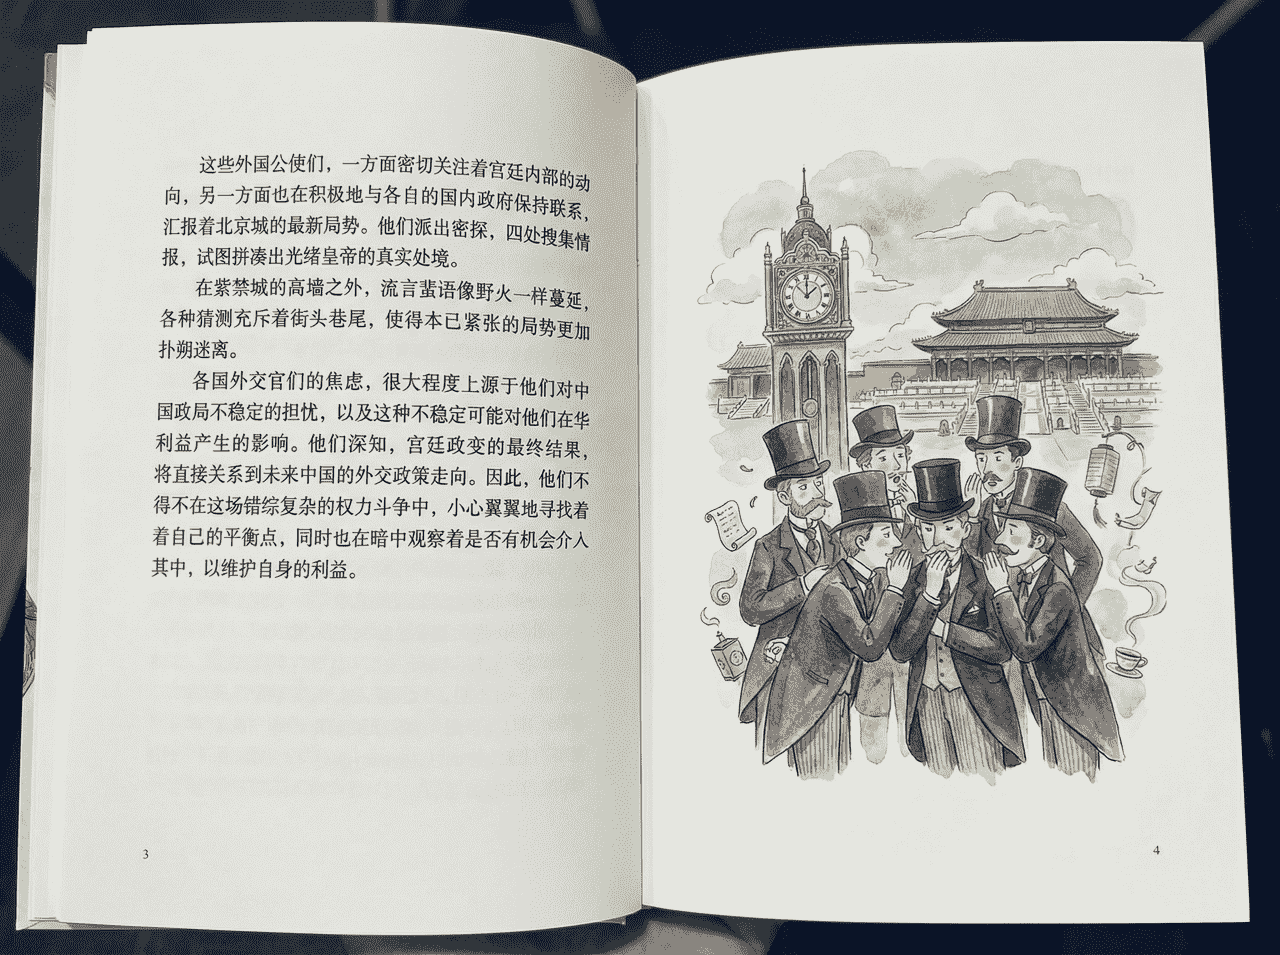 这些外国公使们，一方面密切关注着宫廷内部的动
向，另一方面也在积极地与各自的国内政府保持联系，
汇报着北京城的最新局势。他们派出密探，四处搜集情
报，试图拼凑出光绪皇帝的真实处境。
在紫禁城的高墙之外，流言蜚语像野火一样蔓延，
各种猜测充斥着街头巷尾，使得本已紧张的局势更加
扑朔迷离。
各国外交官们的焦虑，很大程度上源于他们对中
国政局不稳定的担忧，以及这种不稳定可能对他们在华
利益产生的影响。他们深知，宫廷政变的最终结果，
将直接关系到未来中国的外交政策走向。因此，他们不
得不在这场错综复杂的权力斗争中，小心翼翼地寻找着
着自己的平衡点，同时也在暗中观察着是否有机会介入
其中，以维护自身的利益。
3
4